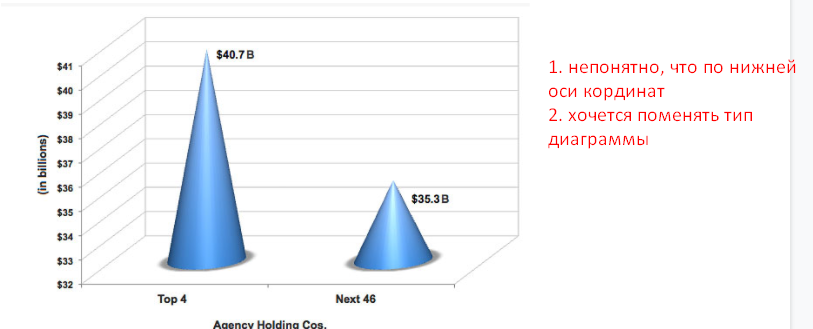 $40.7 B
$41
$40
$39
$38
$37
$36
$35
$34
$33
$32
(in billions)
$35.3 B
Top 4
Next 46
Agency Holding Cos.
1. непонятно, что по нижней
оси кординат
2. хочется поменять тип
диаграммы